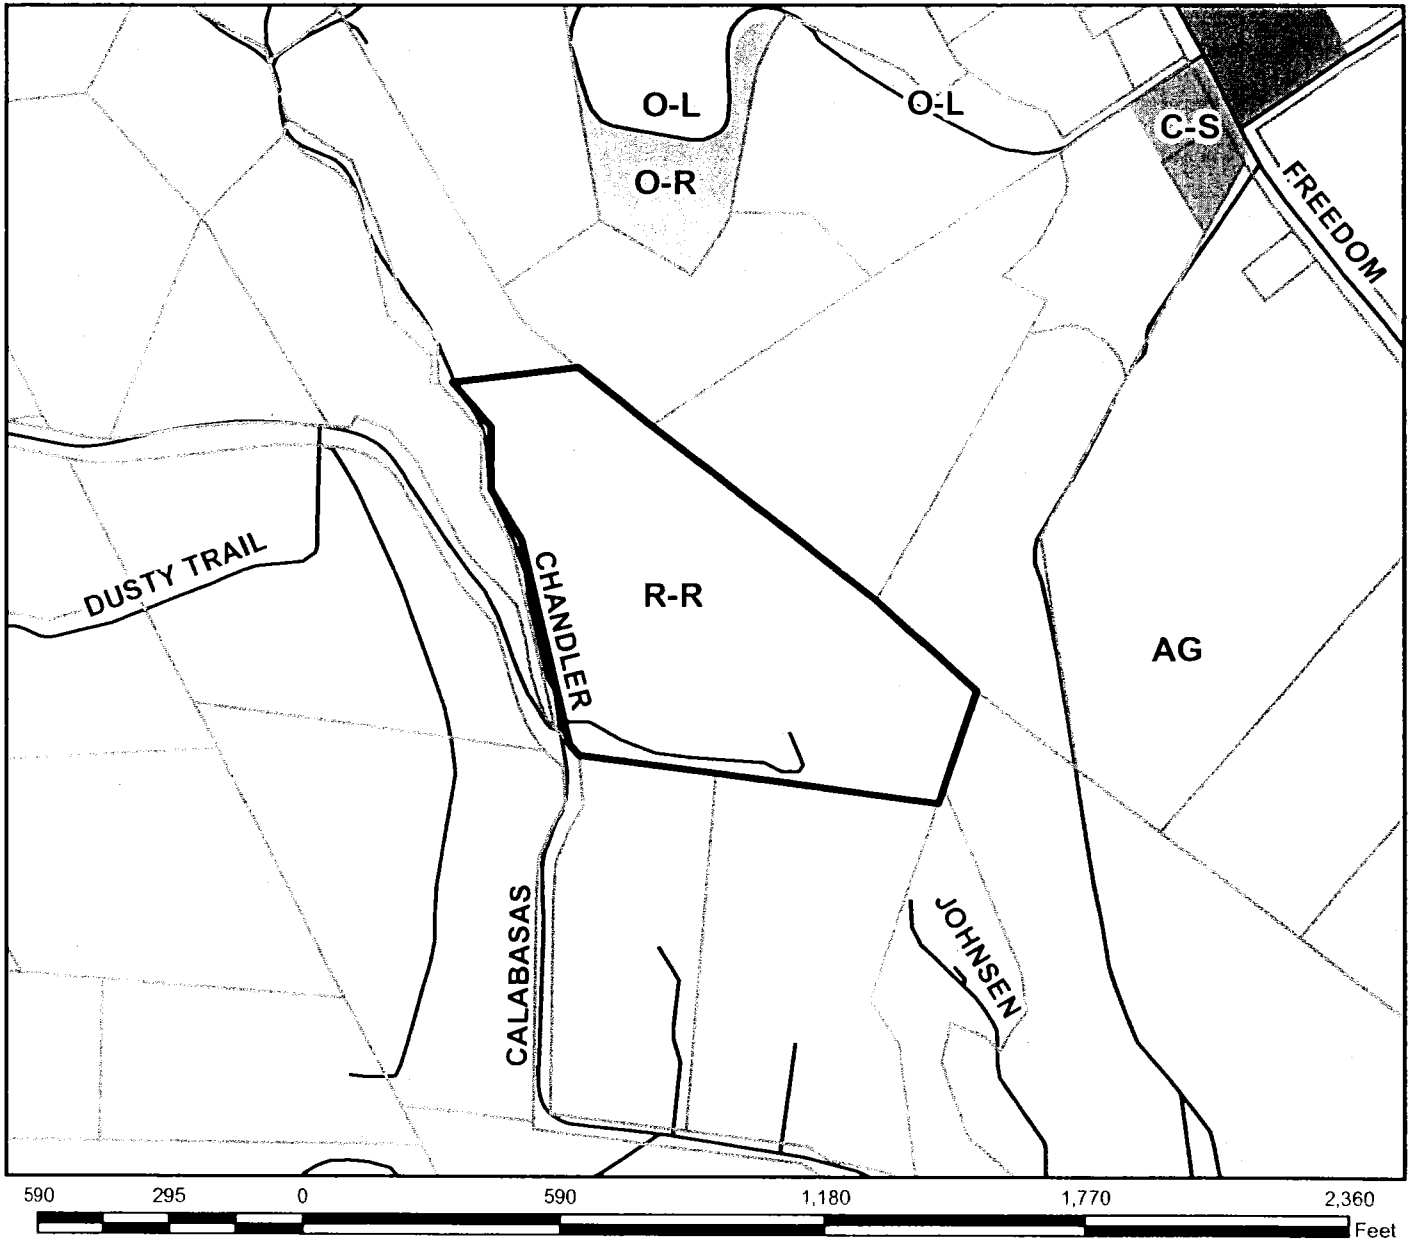 O-L
O-L
C-S
O-R
FREEDOM
DUSTY TRAIL
CHANDLER
R-R
AG
CALABASAS
JOHNSEN
590 295 0 590 1,180 1,770 2,360
Feet